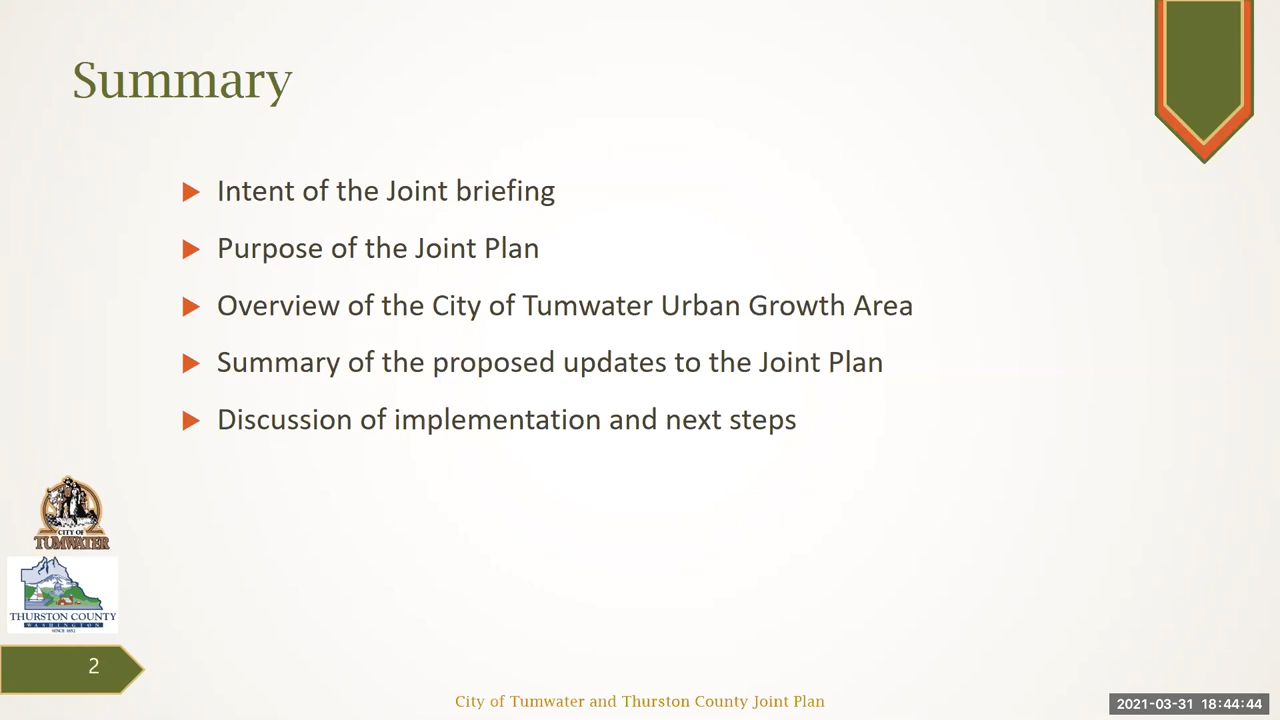 Summary
Intent of the Joint briefing
Purpose of the Joint Plan
Overview of the City of Tumwater Urban Growth Area
Summary of the proposed updates to the Joint Plan
Discussion of implementation and next steps
CITY OF
TUMWATER
THURSTON COUNTY
WASHINGTON
SINCE 1852
2
City of Tumwater and Thurston County Joint Plan
2021-03-31 18:44:44